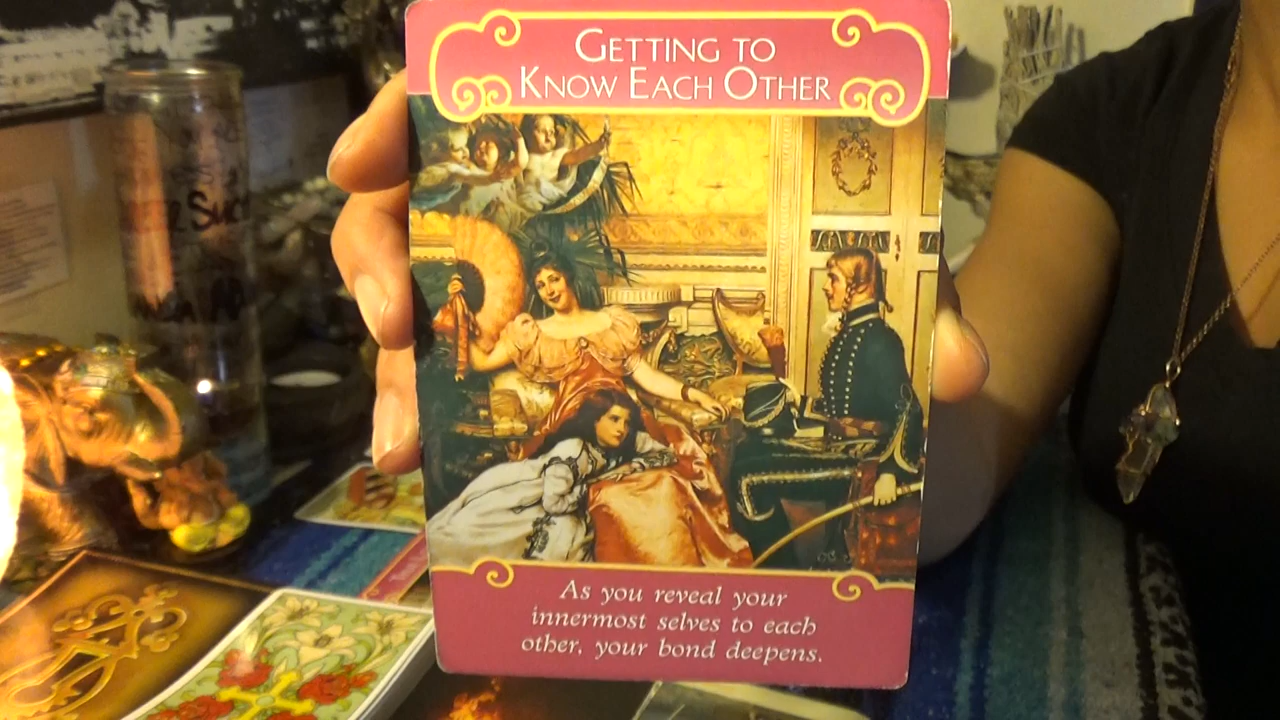 GETTING TO
KNOW EACH OTHER
As you reveal your
innermost selves to each
other, your bond deepens.